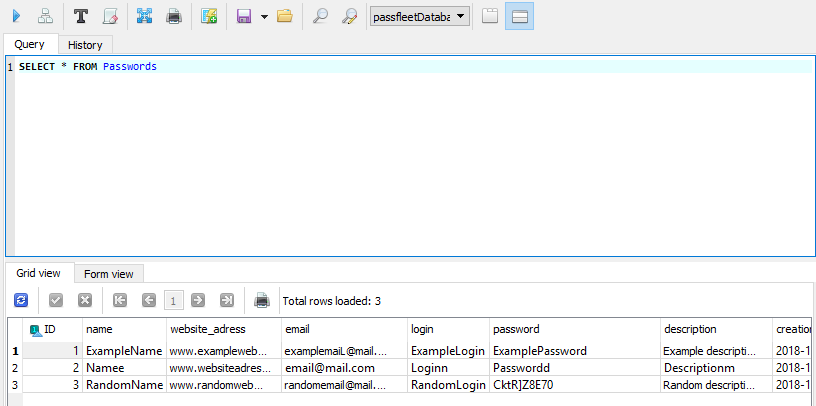 passfleetDataba
Query History
1 SELECT * FROM Passwords
Grid view Form view
1 Total rows loaded: 3
ID name website_adress email login password description creation
1 1 ExampleName www.exampleweb... examplemaiL@mail.... ExampleLogin ExamplePassword Example descripti... 2018-1
2 2 Namee www.websiteadres... email@mail.com Loginn Passwordd Descriptionm 2018-1
3 3 RandomName www.randomweb... randomemail@mail.... RandomLogin CktR]Z8E70 Random descripti... 2018-1